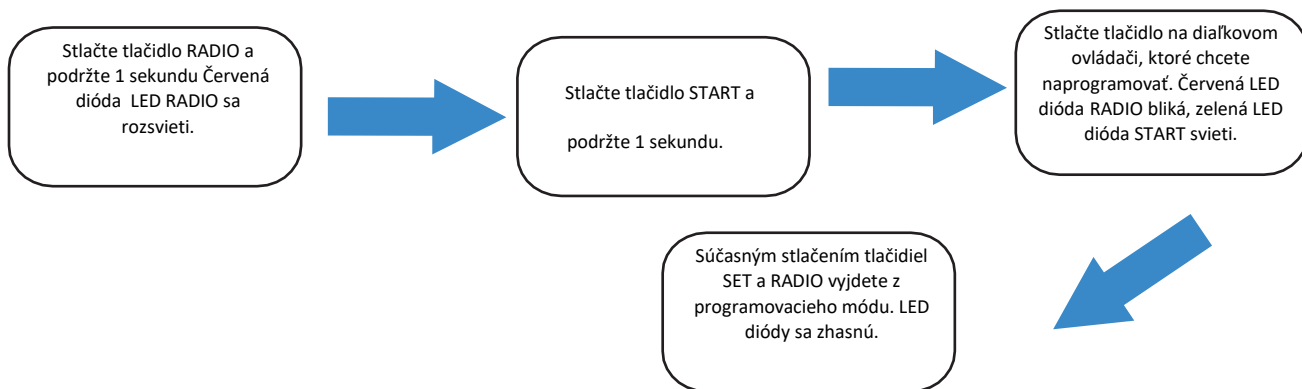 Stlačte tlačidlo RADIO a
podržte 1 sekundu Červená
dióda LED RADIO sa
rozsvieti.
Stlačte tlačidlo START a
podržte 1 sekundu.
Stlačte tlačidlo na diaľkovom
ovládači, ktoré chcete
naprogramovať. Červená LED
dióda RADIO bliká, zelená LED
dióda START svieti.
Súčasným stlačením tlačidiel
SET a RADIO vyjdete z
programovacieho módu. LED
diódy sa zhasnú.